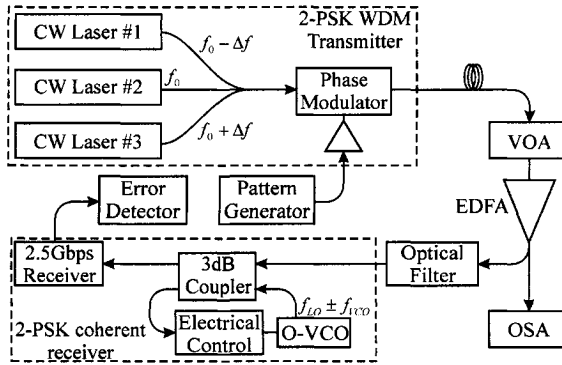 CW Laser #1
CW Laser #2
CW Laser #3
f₀ − Δf
f₀
f₀ + Δf
2-PSK WDM
Transmitter
Phase
Modulator
VOA
EDFA
Error
Detector
Pattern
Generator
2.5Gbps
Receiver
3dB
Coupler
Optical
Filter
f_LO ± f_VCO
2-PSK coherent
receiver
Electrical
Control
O-VCO
OSA